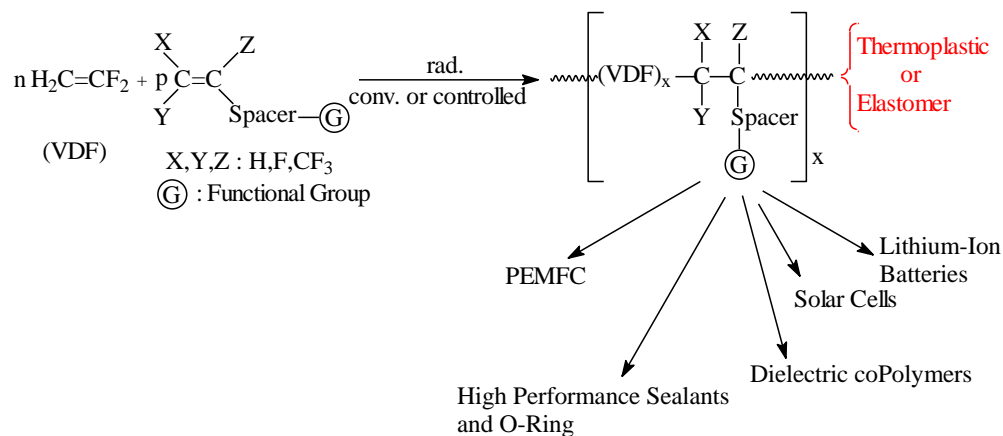 n H₂C=CF₂ + p C=C
X
Z
Y
Spacer—G
(VDF)
X,Y,Z : H,F,CF₃
G : Functional Group
rad.
conv. or controlled
X Z
(VDF)ₓ—C—C
Y Spacer
G
x
Thermoplastic
or
Elastomer
PEMFC
High Performance Sealants
and O-Ring
Dielectric coPolymers
Solar Cells
Lithium-Ion
Batteries